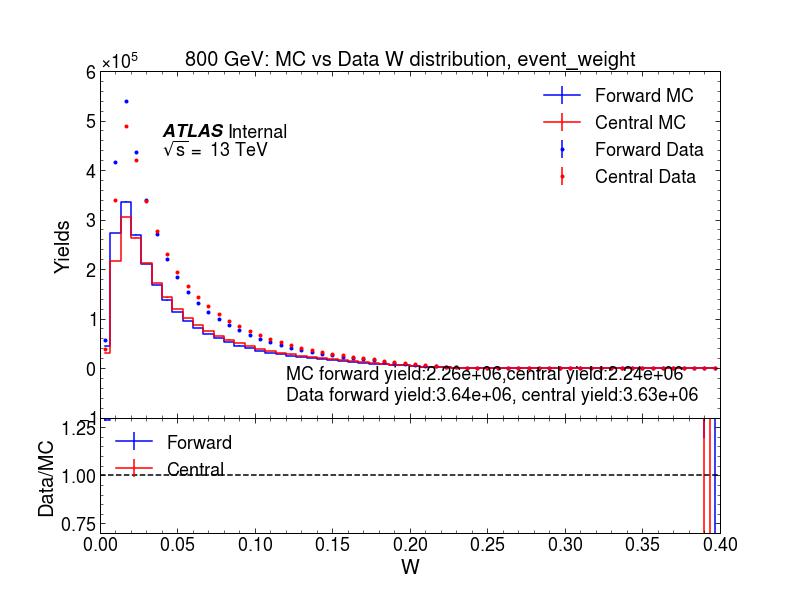 800 GeV: MC vs Data W distribution, event_weight
×10⁵
6
5
4
3
2
1
0
−1
Yields
ATLAS Internal
√s = 13 TeV
Forward MC
Central MC
Forward Data
Central Data
MC forward yield:2.26e+06,central yield:2.24e+06
Data forward yield:3.64e+06, central yield:3.63e+06
1.25
1.00
0.75
Data/MC
Forward
Central
0.00 0.05 0.10 0.15 0.20 0.25 0.30 0.35 0.40
W